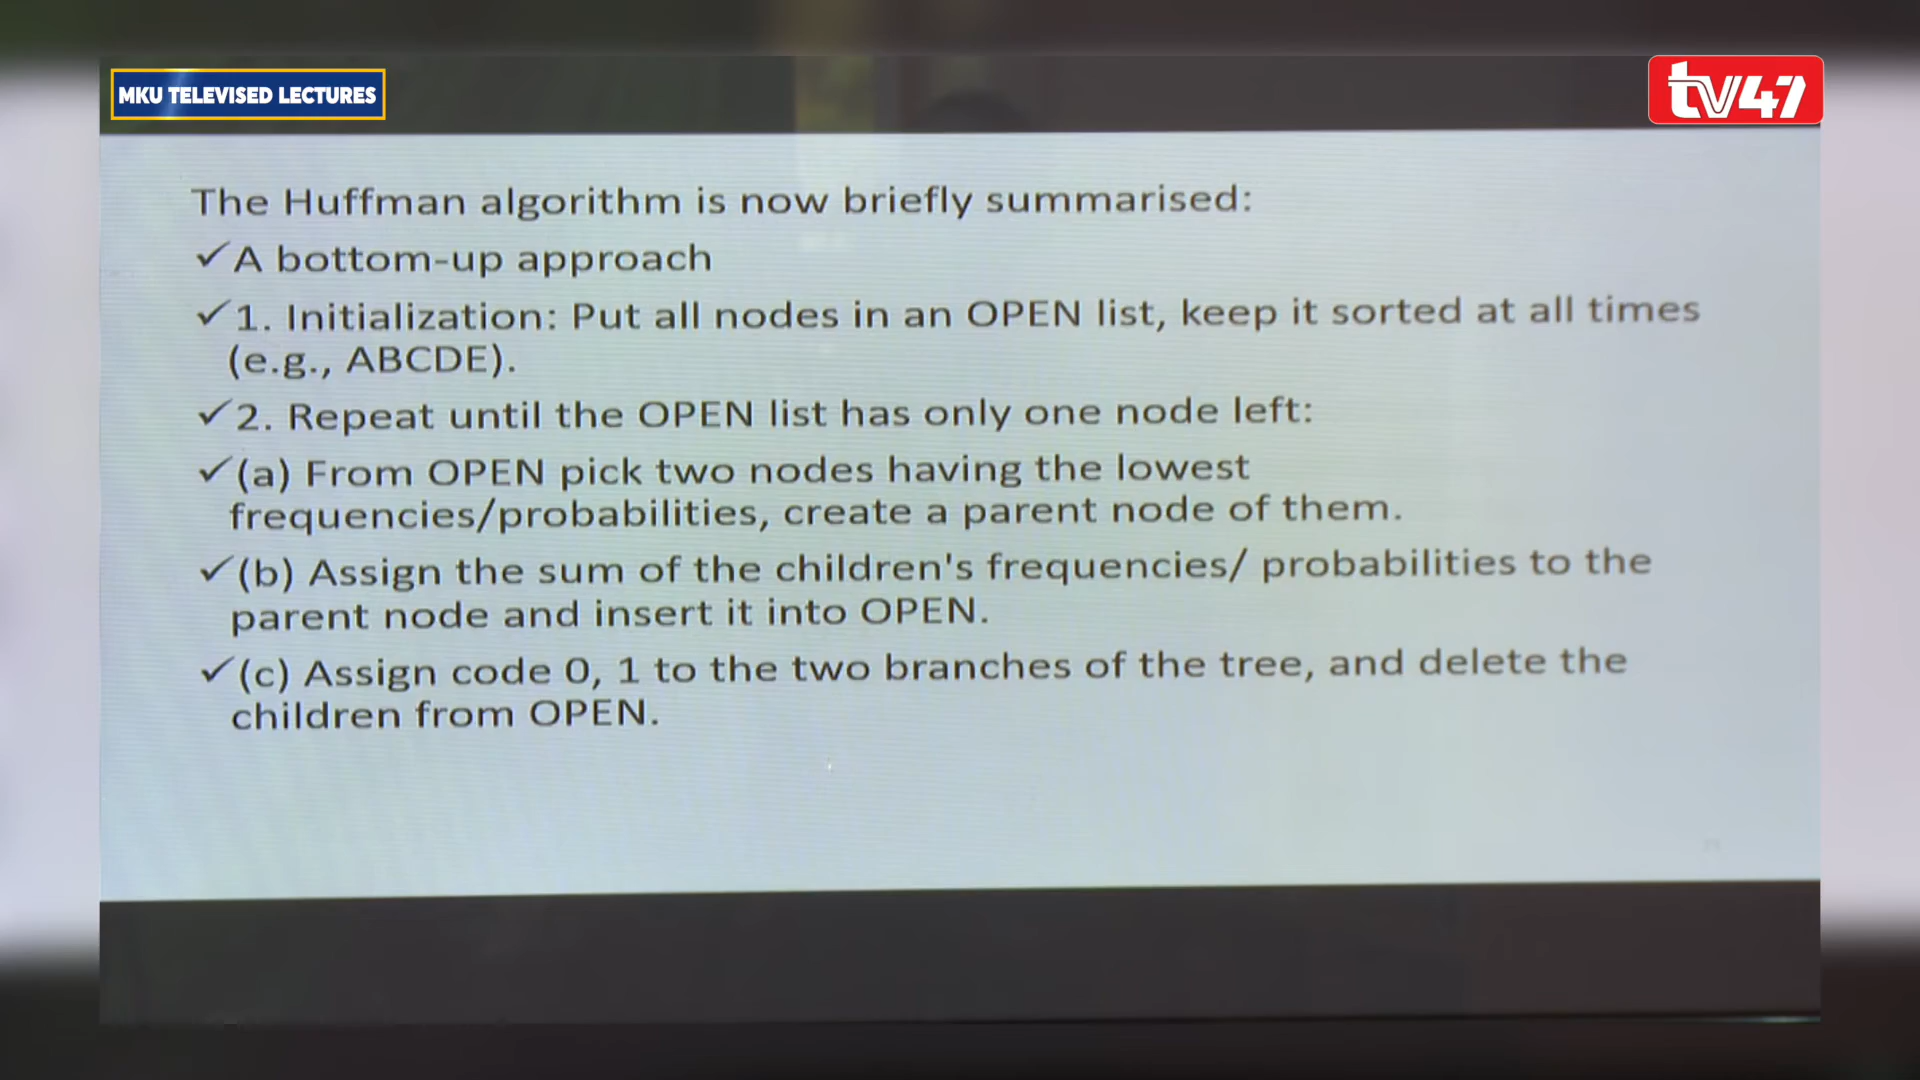 MKU TELEVISED LECTURES
tv47
The Huffman algorithm is now briefly summarised:
✓A bottom-up approach
✓1. Initialization: Put all nodes in an OPEN list, keep it sorted at all times
(e.g., ABCDE).
✓2. Repeat until the OPEN list has only one node left:
✓(a) From OPEN pick two nodes having the lowest
frequencies/probabilities, create a parent node of them.
✓(b) Assign the sum of the children's frequencies/ probabilities to the
parent node and insert it into OPEN.
✓(c) Assign code 0, 1 to the two branches of the tree, and delete the
children from OPEN.